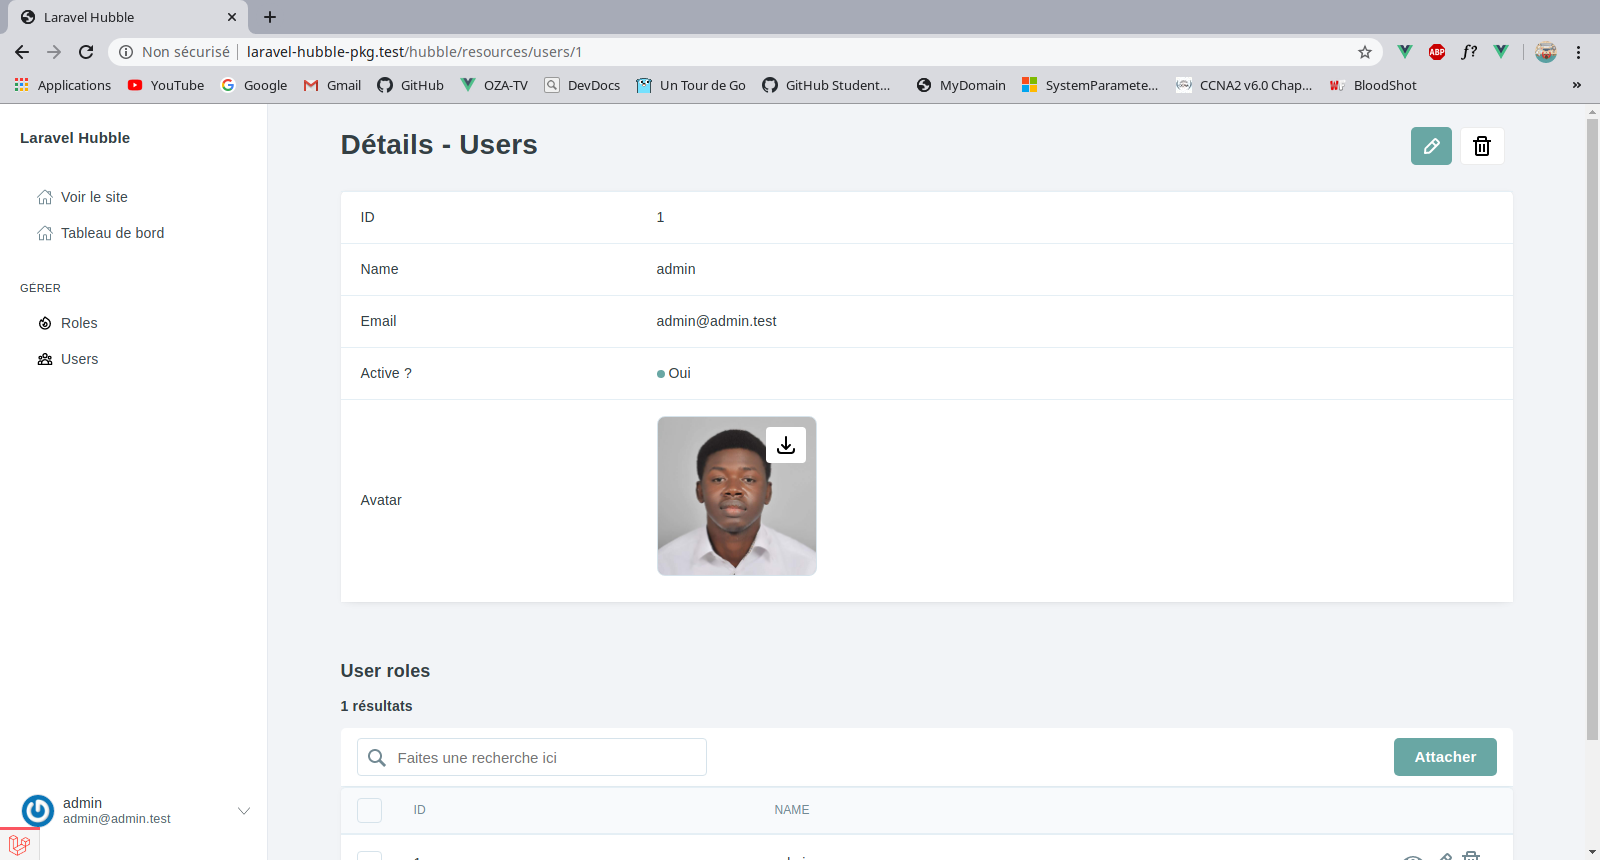 Laravel Hubble
Non sécurisé
laravel-hubble-pkg.test/hubble/resources/users/1
ABP
f?
Applications
YouTube
Google
Gmail
GitHub
OZA-TV
DevDocs
Un Tour de Go
GitHub Student...
MyDomain
SystemParamete...
CCNA2 v6.0 Chap...
BloodShot
»
Laravel Hubble
Voir le site
Tableau de bord
GÉRER
Roles
Users
admin
admin@admin.test
Détails - Users
ID 1
Name admin
Email admin@admin.test
Active ? Oui
Avatar
User roles
1 résultats
Faites une recherche ici
Attacher
ID NAME